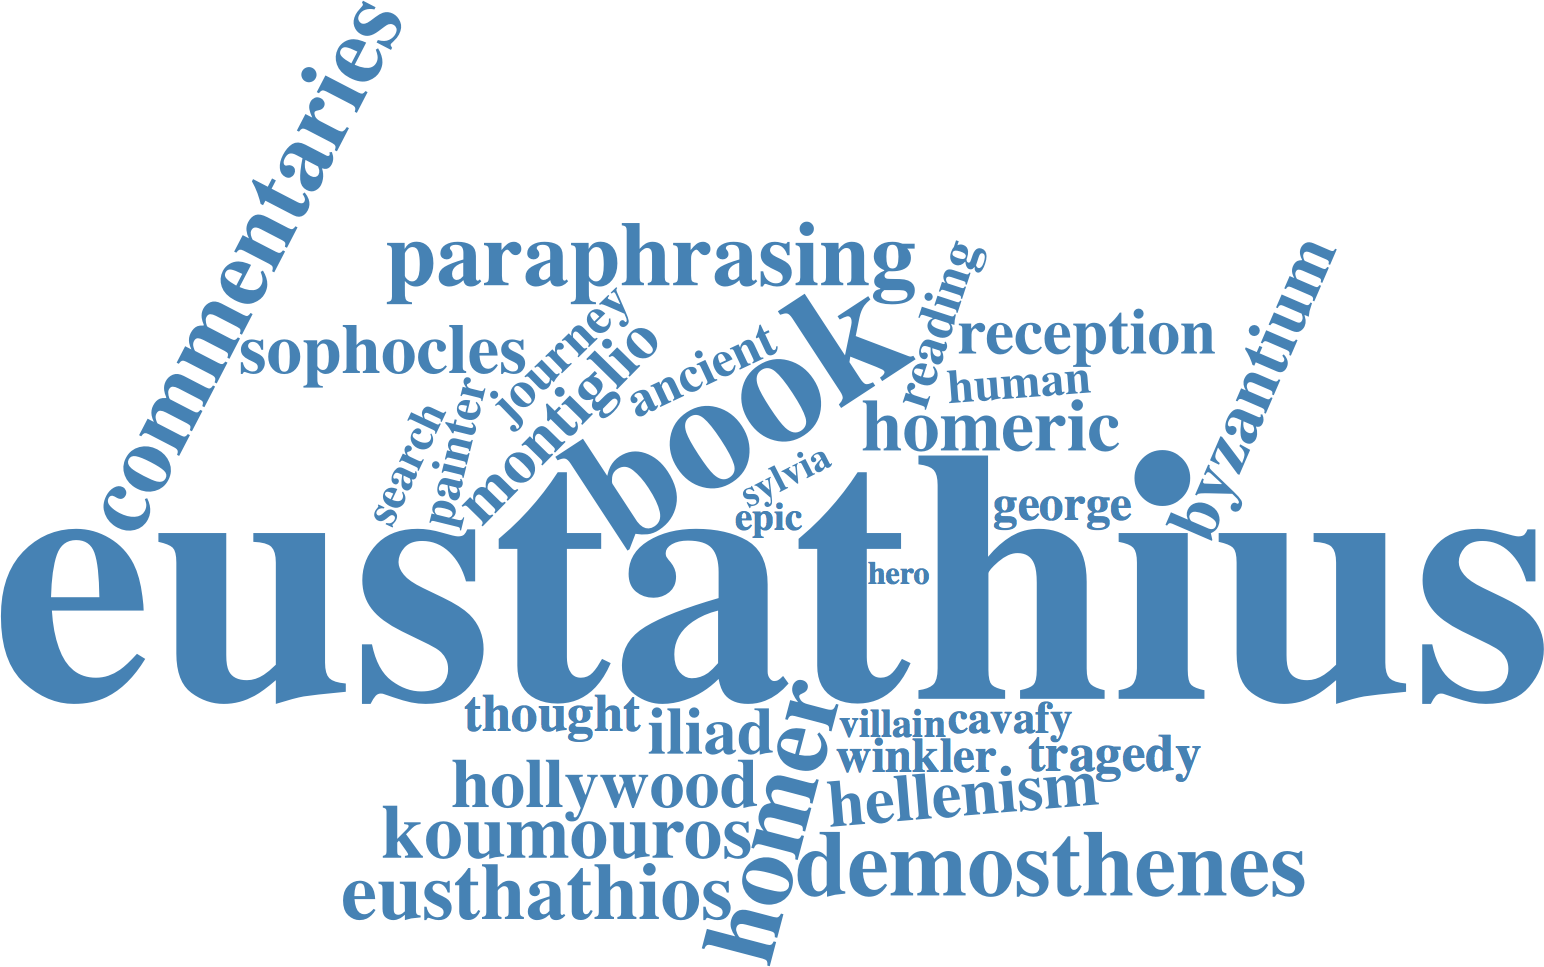 commentaries
paraphrasing
reading
byzantium
sophocles
journey
montiglio
ancient
book
reception
human
homeric
search
painter
sylvia
epic
george
eustathius
hero
thought
iliad
homer
villain
cavafy
winkler
tragedy
hollywood
hellenism
koumouros
demosthenes
eusthathios